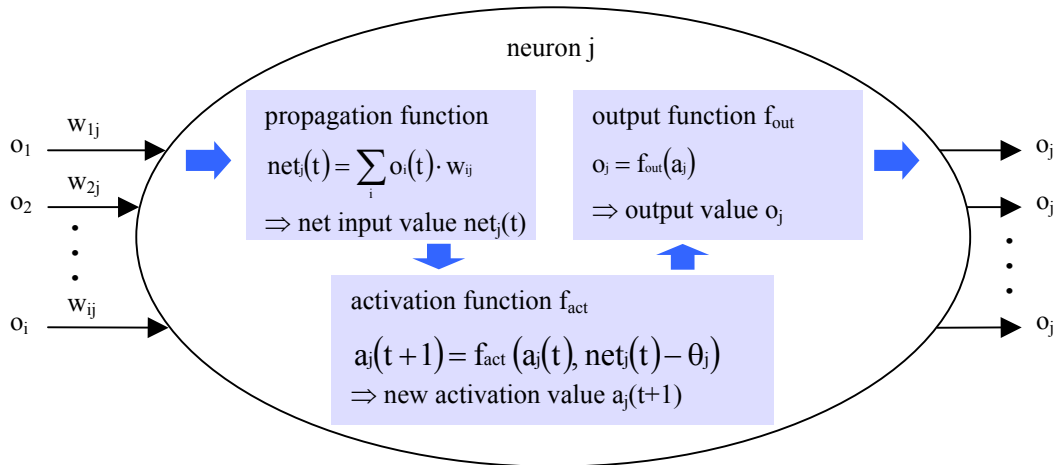 neuron j
o₁ w₁ⱼ
o₂ w₂ⱼ
oᵢ wᵢⱼ
propagation function
netⱼ(t) = ∑ᵢ oᵢ(t) · wᵢⱼ
⇒ net input value netⱼ(t)
activation function fₐcₜ
aⱼ(t + 1) = fₐcₜ (aⱼ(t), netⱼ(t) − θⱼ)
⇒ new activation value aⱼ(t+1)
output function fₒᵤₜ
oⱼ = fₒᵤₜ(aⱼ)
⇒ output value oⱼ
oⱼ
oⱼ
oⱼ